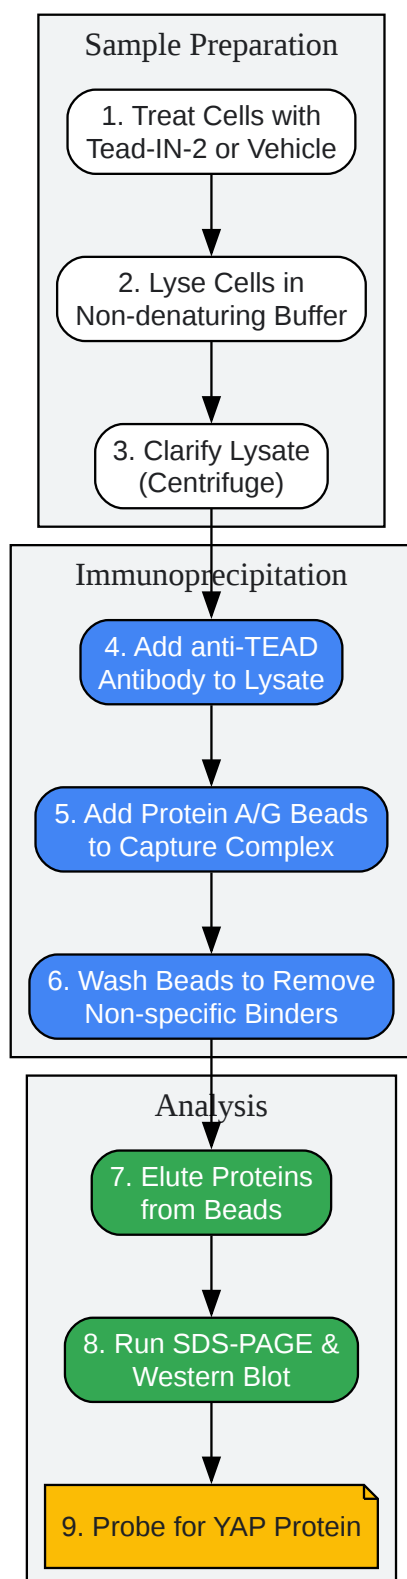 Sample Preparation
1. Treat Cells with
Tead-IN-2 or Vehicle
2. Lyse Cells in
Non-denaturing Buffer
3. Clarify Lysate
(Centrifuge)
Immunoprecipitation
4. Add anti-TEAD
Antibody to Lysate
5. Add Protein A/G Beads
to Capture Complex
6. Wash Beads to Remove
Non-specific Binders
Analysis
7. Elute Proteins
from Beads
8. Run SDS-PAGE &
Western Blot
9. Probe for YAP Protein